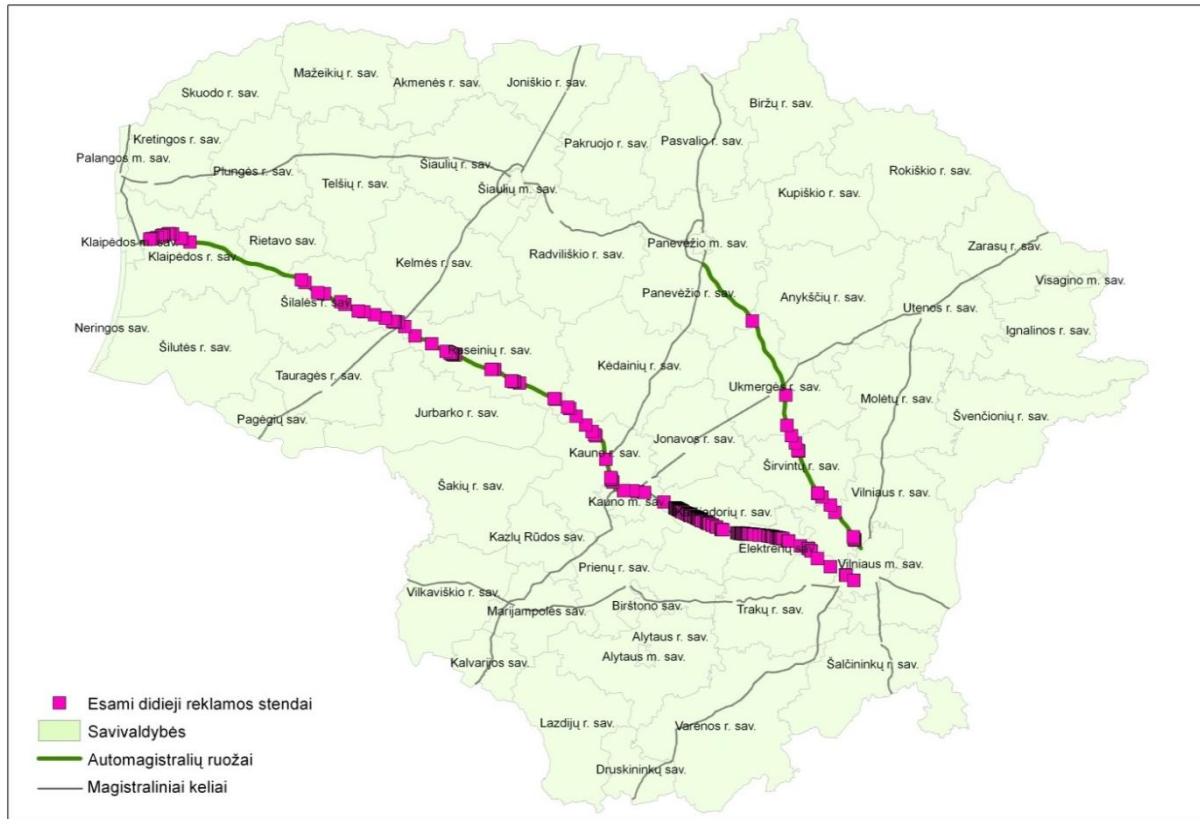 Mažeikių r. sav.
Akmenės r. sav.
Joniškio r. sav.
Skuodo r. sav.
Biržų r. sav.
Kretingos r. sav.
Pasvalio r. sav.
Pakruojo r. sav.
Palangos m. sav.
Plungės r. sav.
Šiaulių r. sav.
Rokiškio r. sav.
Telšių r. sav.
Šiaulių m. sav.
Kupiškio r. sav.
Klaipėdos m. sav.
Rietavo sav.
Panevėžio m. sav.
Zarasų r. sav.
Klaipėdos r. sav.
Radviliškio r. sav.
Kelmės r. sav.
Visagino m. sav.
Panevėžio r. sav.
Anykščių r. sav.
Šilalės r. sav.
Utenos r. sav.
Neringos sav.
Ignalinos r. sav.
Šilutės r. sav.
Raseinių r. sav.
Kėdainių r. sav.
Tauragės r. sav.
Ukmergės r. sav.
Molėtų r. sav.
Jurbarko r. sav.
Švenčionių r. sav.
Pagėgių sav.
Jonavos r. sav.
Kauno r. sav.
Širvintų r. sav.
Šakių r. sav.
Vilniaus r. sav.
Kauno m. sav.
Kaišiadorių r. sav.
Kazlų Rūdos sav.
Elektrėnų sav.
Vilniaus m. sav.
Prienų r. sav.
Vilkaviškio r. sav.
Marijampolės sav.
Birštono sav.
Trakų r. sav.
Alytaus r. sav.
Alytaus m. sav.
Kalvarijos sav.
Šalčininkų r. sav.
Lazdijų r. sav.
Varėnos r. sav.
Druskininkų sav.
Esami didieji reklamos stendai
Savivaldybės
Automagistralių ruožai
Magistraliniai keliai